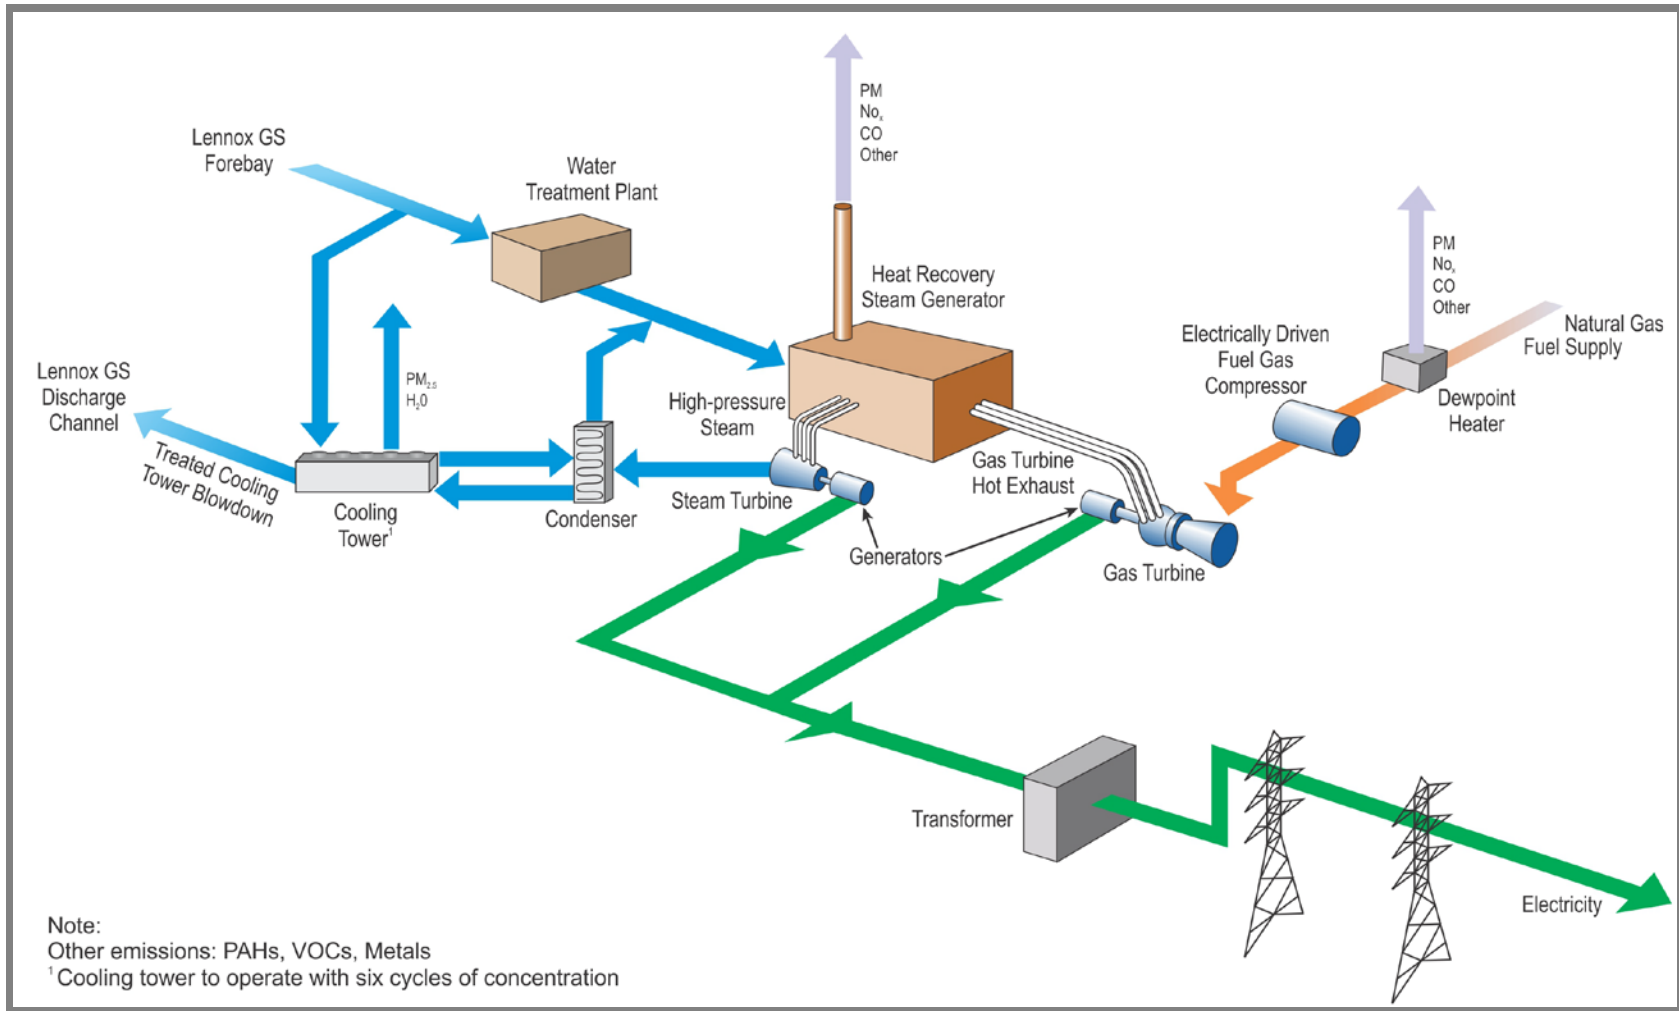 PM
Noₓ
CO
Other
Lennox GS
Forebay
Water
Treatment Plant
Heat Recovery
Steam Generator
PM
Noₓ
CO
Other
Natural Gas
Fuel Supply
Electrically Driven
Fuel Gas
Compressor
Dewpoint
Heater
Lennox GS
Discharge
Channel
PM₂.₅
H₂0
High-pressure
Steam
Treated Cooling
Tower Blowdown
Cooling
Tower¹
Condenser
Steam Turbine
Gas Turbine
Hot Exhaust
Generators
Gas Turbine
Transformer
Electricity
Note:
Other emissions: PAHs, VOCs, Metals
¹ Cooling tower to operate with six cycles of concentration